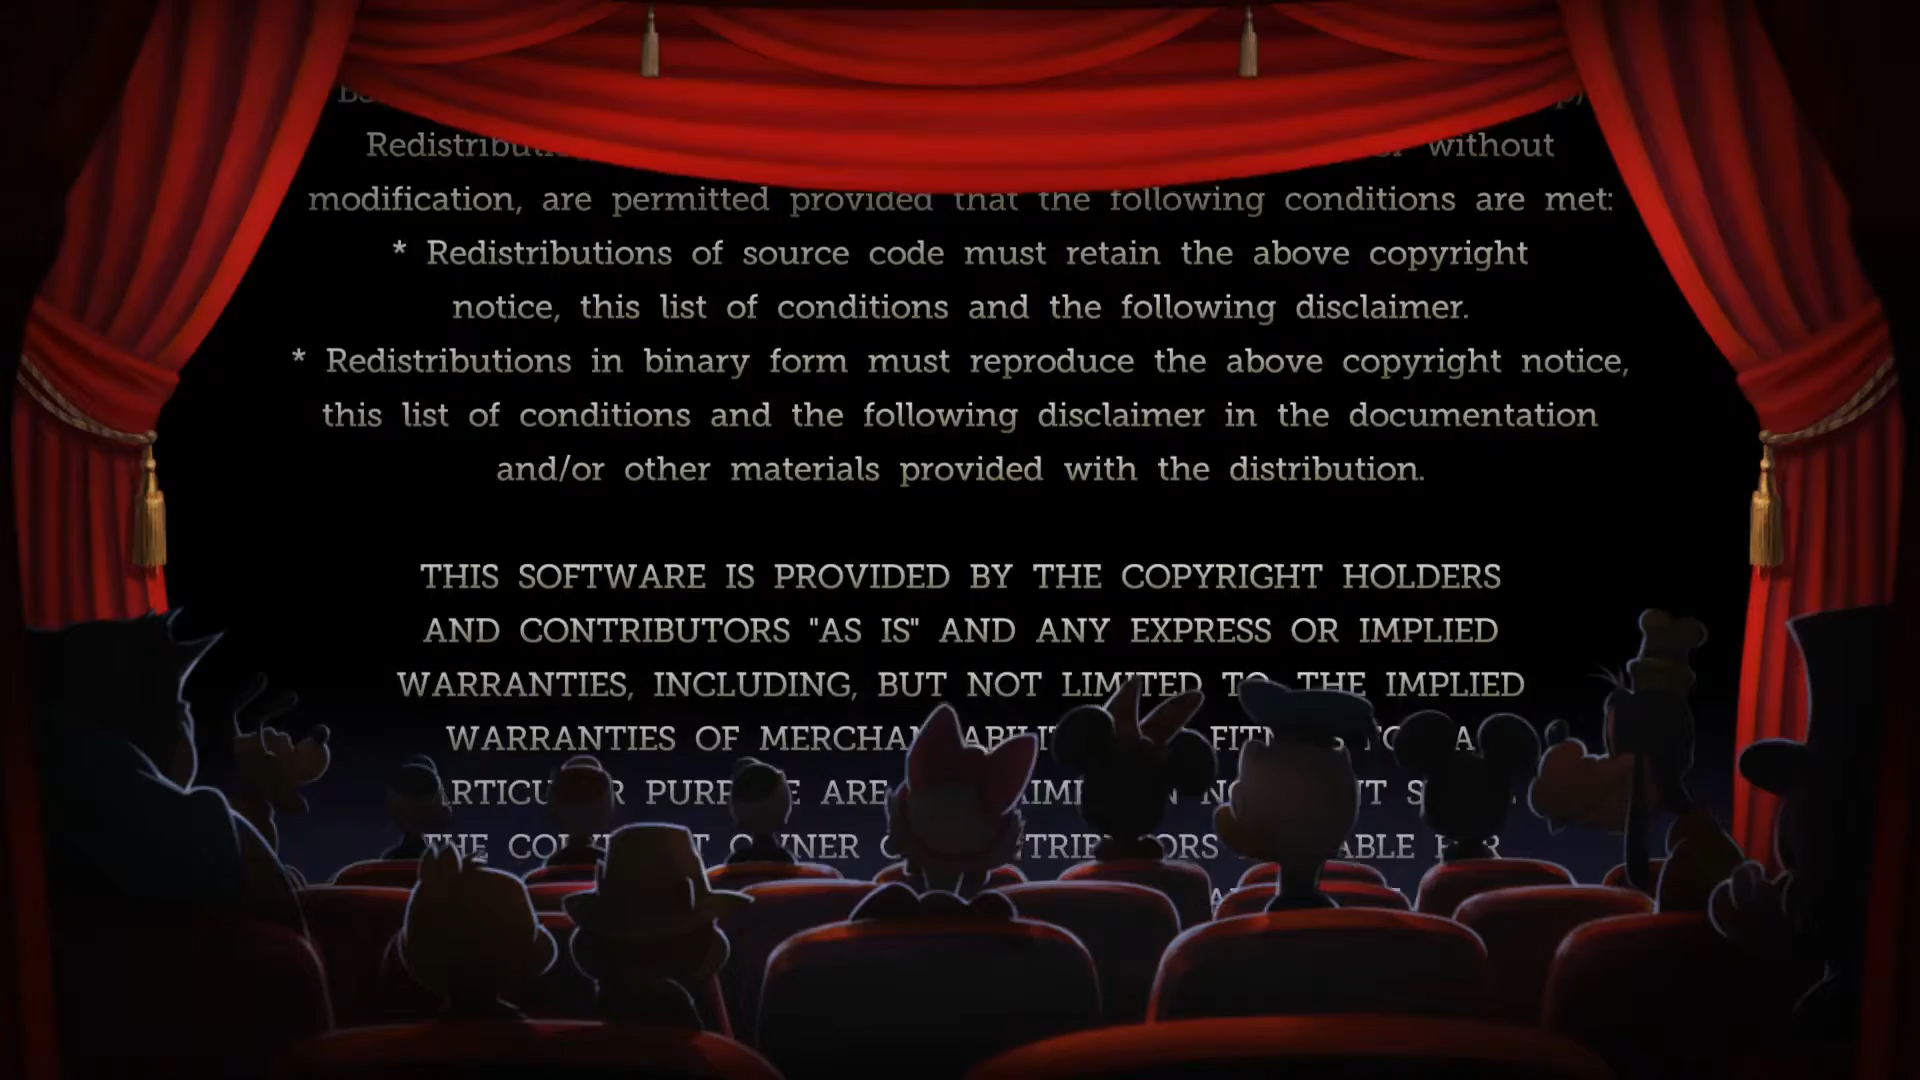 without
modification, are permitted provided that the following conditions are met:
* Redistributions of source code must retain the above copyright
notice, this list of conditions and the following disclaimer.
* Redistributions in binary form must reproduce the above copyright notice,
this list of conditions and the following disclaimer in the documentation
and/or other materials provided with the distribution.
THIS SOFTWARE IS PROVIDED BY THE COPYRIGHT HOLDERS
AND CONTRIBUTORS "AS IS" AND ANY EXPRESS OR IMPLIED
WARRANTIES, INCLUDING, BUT NOT LIMITED TO, THE IMPLIED
WARRANTIES OF A
ARE
THE